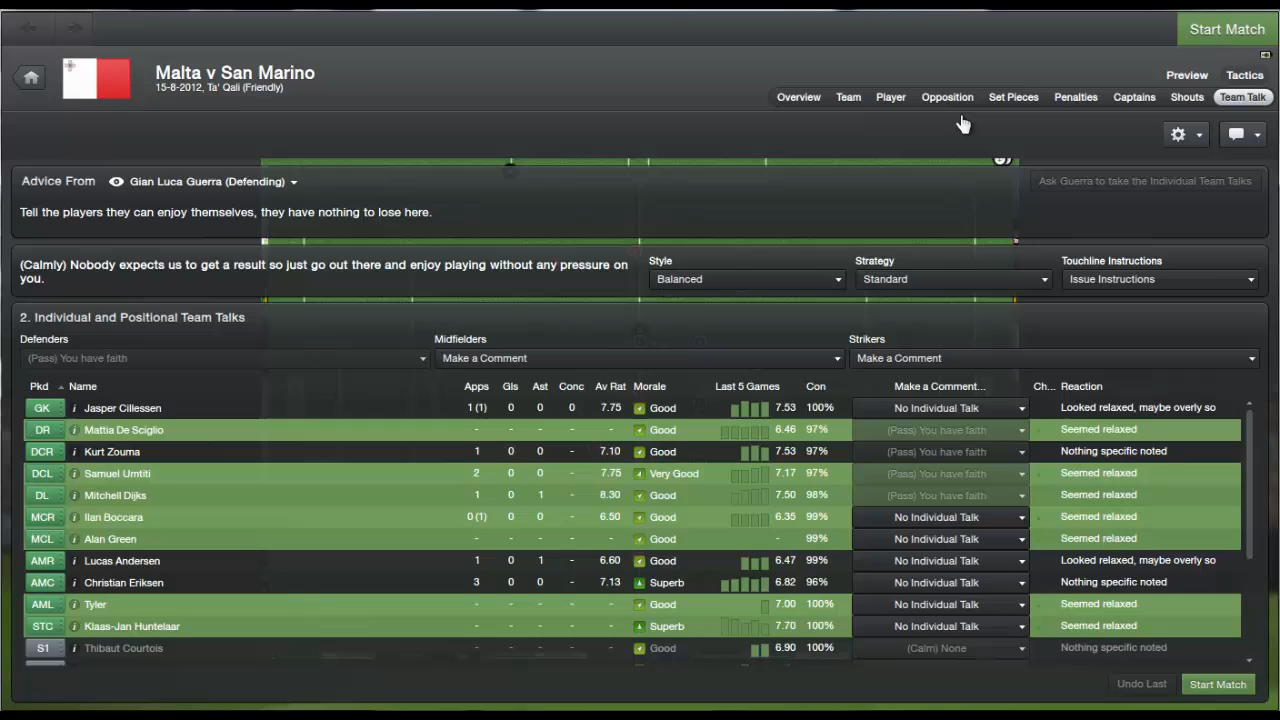 Start Match
Malta v San Marino
15-8-2012, Ta' Qali (Friendly)
Preview Tactics
Overview Team Player Opposition Set Pieces Penalties Captains Shouts Team Talk
Advice From Gian Luca Guerra (Defending) Ask Guerra to take the Individual Team Talks
Tell the players they can enjoy themselves, they have nothing to lose here.
(Calmly) Nobody expects us to get a result so just go out there and enjoy playing without any pressure on you.
Style Strategy Touchline Instructions
Balanced Standard Issue Instructions
2. Individual and Positional Team Talks
Defenders Midfielders Strikers
(Pass) You have faith Make a Comment Make a Comment
Pkd Name Apps Gls Ast Conc Av Rat Morale Last 5 Games Con Make a Comment... Ch... Reaction
GK i Jasper Cillessen 1 (1) 0 0 0 7.75 Good 7.53 100% No Individual Talk Looked relaxed, maybe overly so
DR i Mattia De Sciglio - - - - - Good 6.46 97% (Pass) You have faith Seemed relaxed
DCR i Kurt Zouma 1 0 0 - 7.10 Good 7.53 97% (Pass) You have faith Nothing specific noted
DCL i Samuel Umtiti 2 0 0 - 7.75 Very Good 7.17 97% (Pass) You have faith Seemed relaxed
DL i Mitchell Dijks 1 0 1 - 8.30 Good 7.50 98% (Pass) You have faith Seemed relaxed
MCR i Ilan Boccara 0 (1) 0 0 - 6.50 Good 6.35 99% No Individual Talk Seemed relaxed
MCL i Alan Green - - - - - Good - 99% No Individual Talk Seemed relaxed
AMR i Lucas Andersen 1 0 1 - 6.60 Good 6.47 99% No Individual Talk Looked relaxed, maybe overly so
AMC i Christian Eriksen 3 0 0 - 7.13 Superb 6.82 96% No Individual Talk Nothing specific noted
AML i Tyler - - - - - Good 7.00 100% No Individual Talk Seemed relaxed
STC i Klaas-Jan Huntelaar - - - - - Superb 7.70 100% No Individual Talk Seemed relaxed
S1 i Thibaut Courtois - - - - - Good 6.90 100% (Calm) None Nothing specific noted
Undo Last Start Match